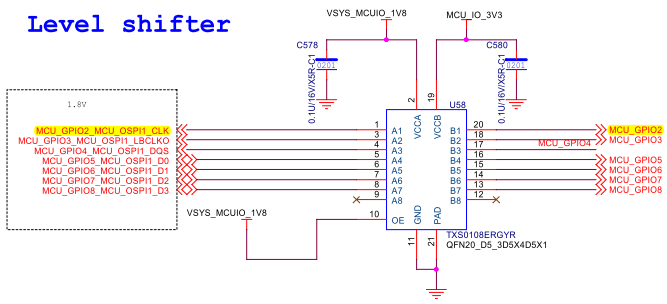 Level shifter
VSYS_MCUIO_1V8
MCU_IO_3V3
C578
0201
0.1U/16V/X5R-C1
C580
0201
0.1U/16V/X5R-C1
1.8V
2
19
U58
VCCA
VCCB
MCU_GPIO2_MCU_OSPI1_CLK 1 A1 B1 20 MCU_GPIO2
MCU_GPIO3_MCU_OSPI1_LBCLKO 3 A2 B2 18 MCU_GPIO3
MCU_GPIO4_MCU_OSPI1_DQS 4 A3 B3 17 MCU_GPIO4
MCU_GPIO5_MCU_OSPI1_D0 5 A4 B4 16 MCU_GPIO5
MCU_GPIO6_MCU_OSPI1_D1 6 A5 B5 15 MCU_GPIO6
MCU_GPIO7_MCU_OSPI1_D2 7 A6 B6 14 MCU_GPIO7
MCU_GPIO8_MCU_OSPI1_D3 8 A7 B7 13 MCU_GPIO8
9 A8 B8 12
VSYS_MCUIO_1V8
10 OE
GND
PAD
11
21
TXS0108ERGYR
QFN20_D5_3D5X4D5X1